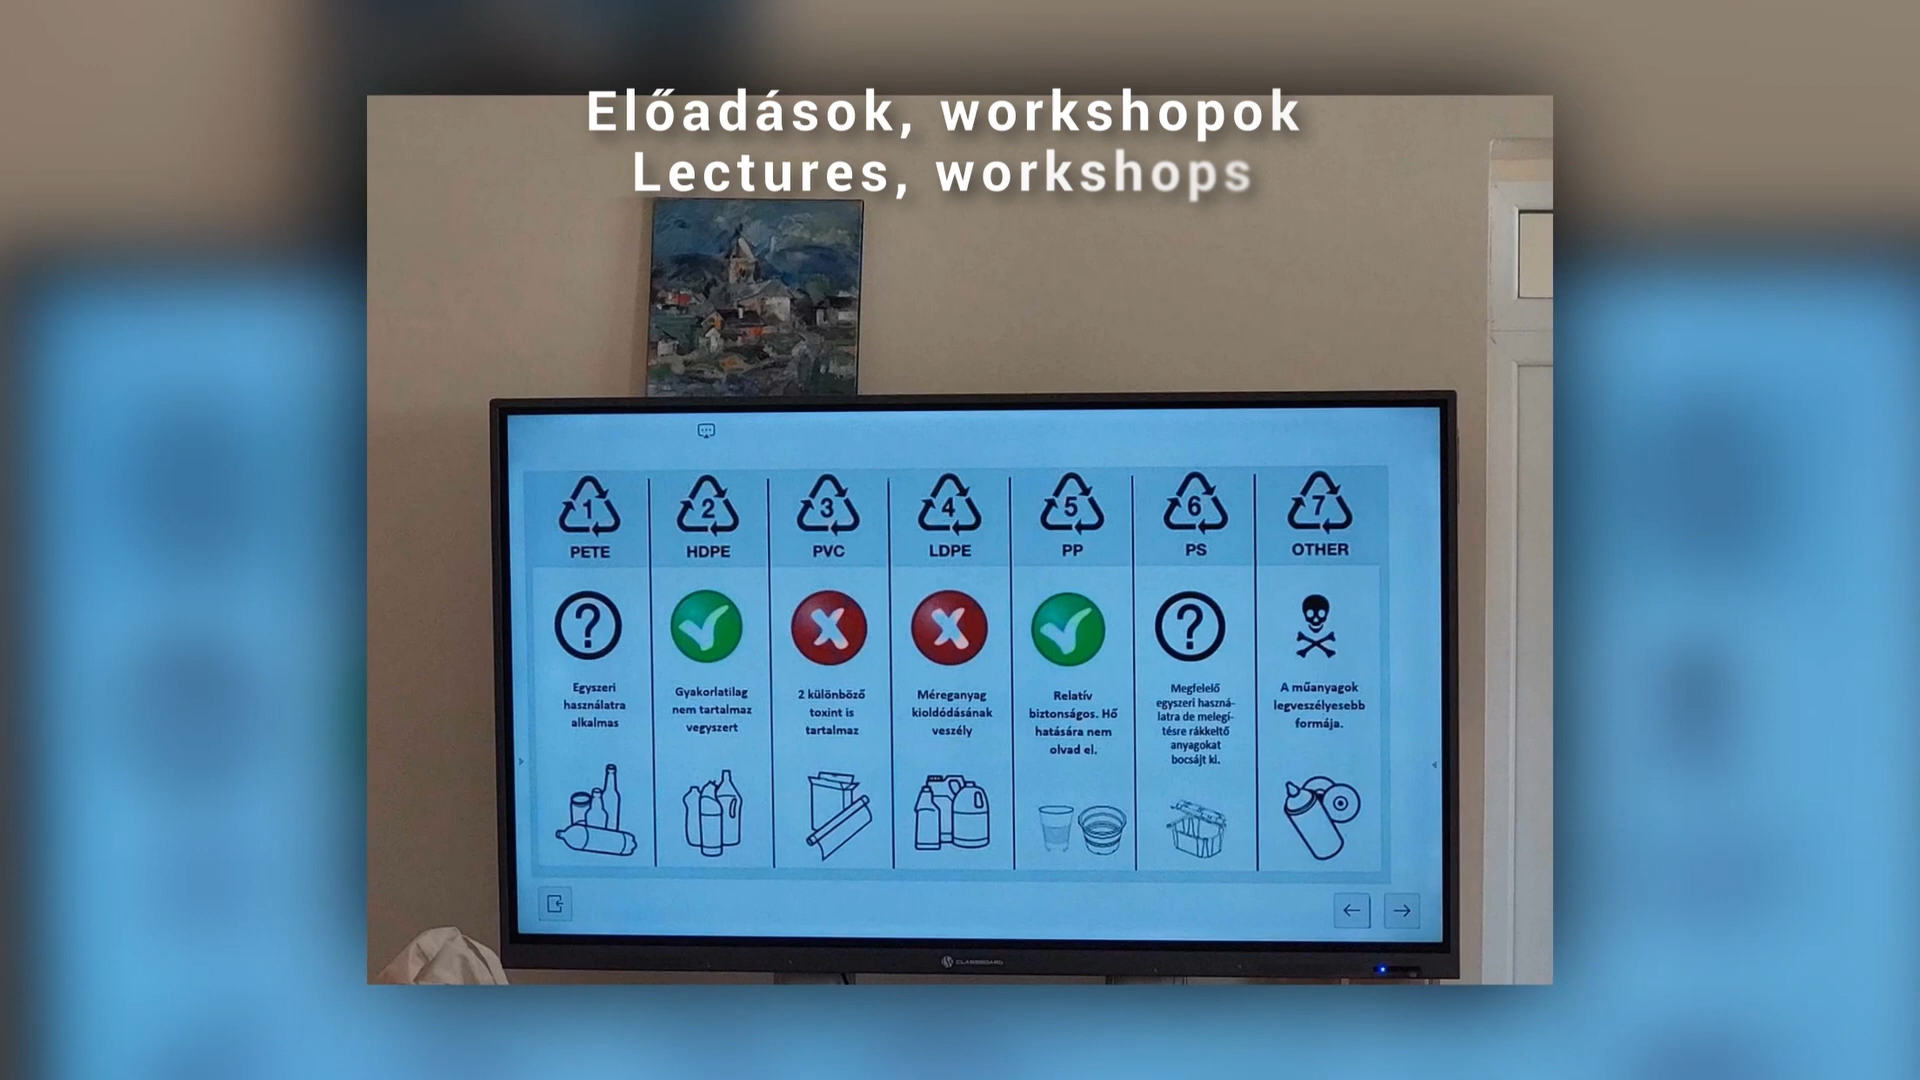 Előadások, workshopok
Lectures, workshops
1 2 3 4 5 6 7
PETE HDPE PVC LDPE PP PS OTHER
Egyszeri
használatra
alkalmas
Gyakorlatilag
nem tartalmaz
vegyszert
2 különböző
toxint is
tartalmaz
Méreganyag
kioldódásának
veszély
Relatív
biztonságos. Hő
hatására nem
olvad el.
Megfelelő
egyszeri haszná-
latra de melegí-
tésre rákkeltő
anyagokat
bocsájt ki.
A műanyagok
legveszélyesebb
formája.
CLASSBOARD